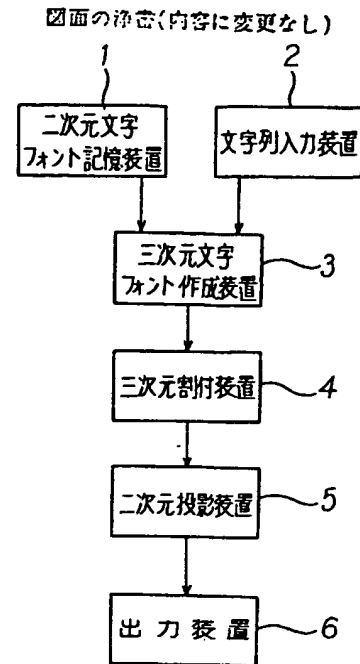 図面の浄書(内容に変更なし)
1
2
二次元文字
フォント記憶装置
文字列入力装置
三次元文字
フォント作成装置
3
三次元割付装置
4
二次元投影装置
5
出力装置
6